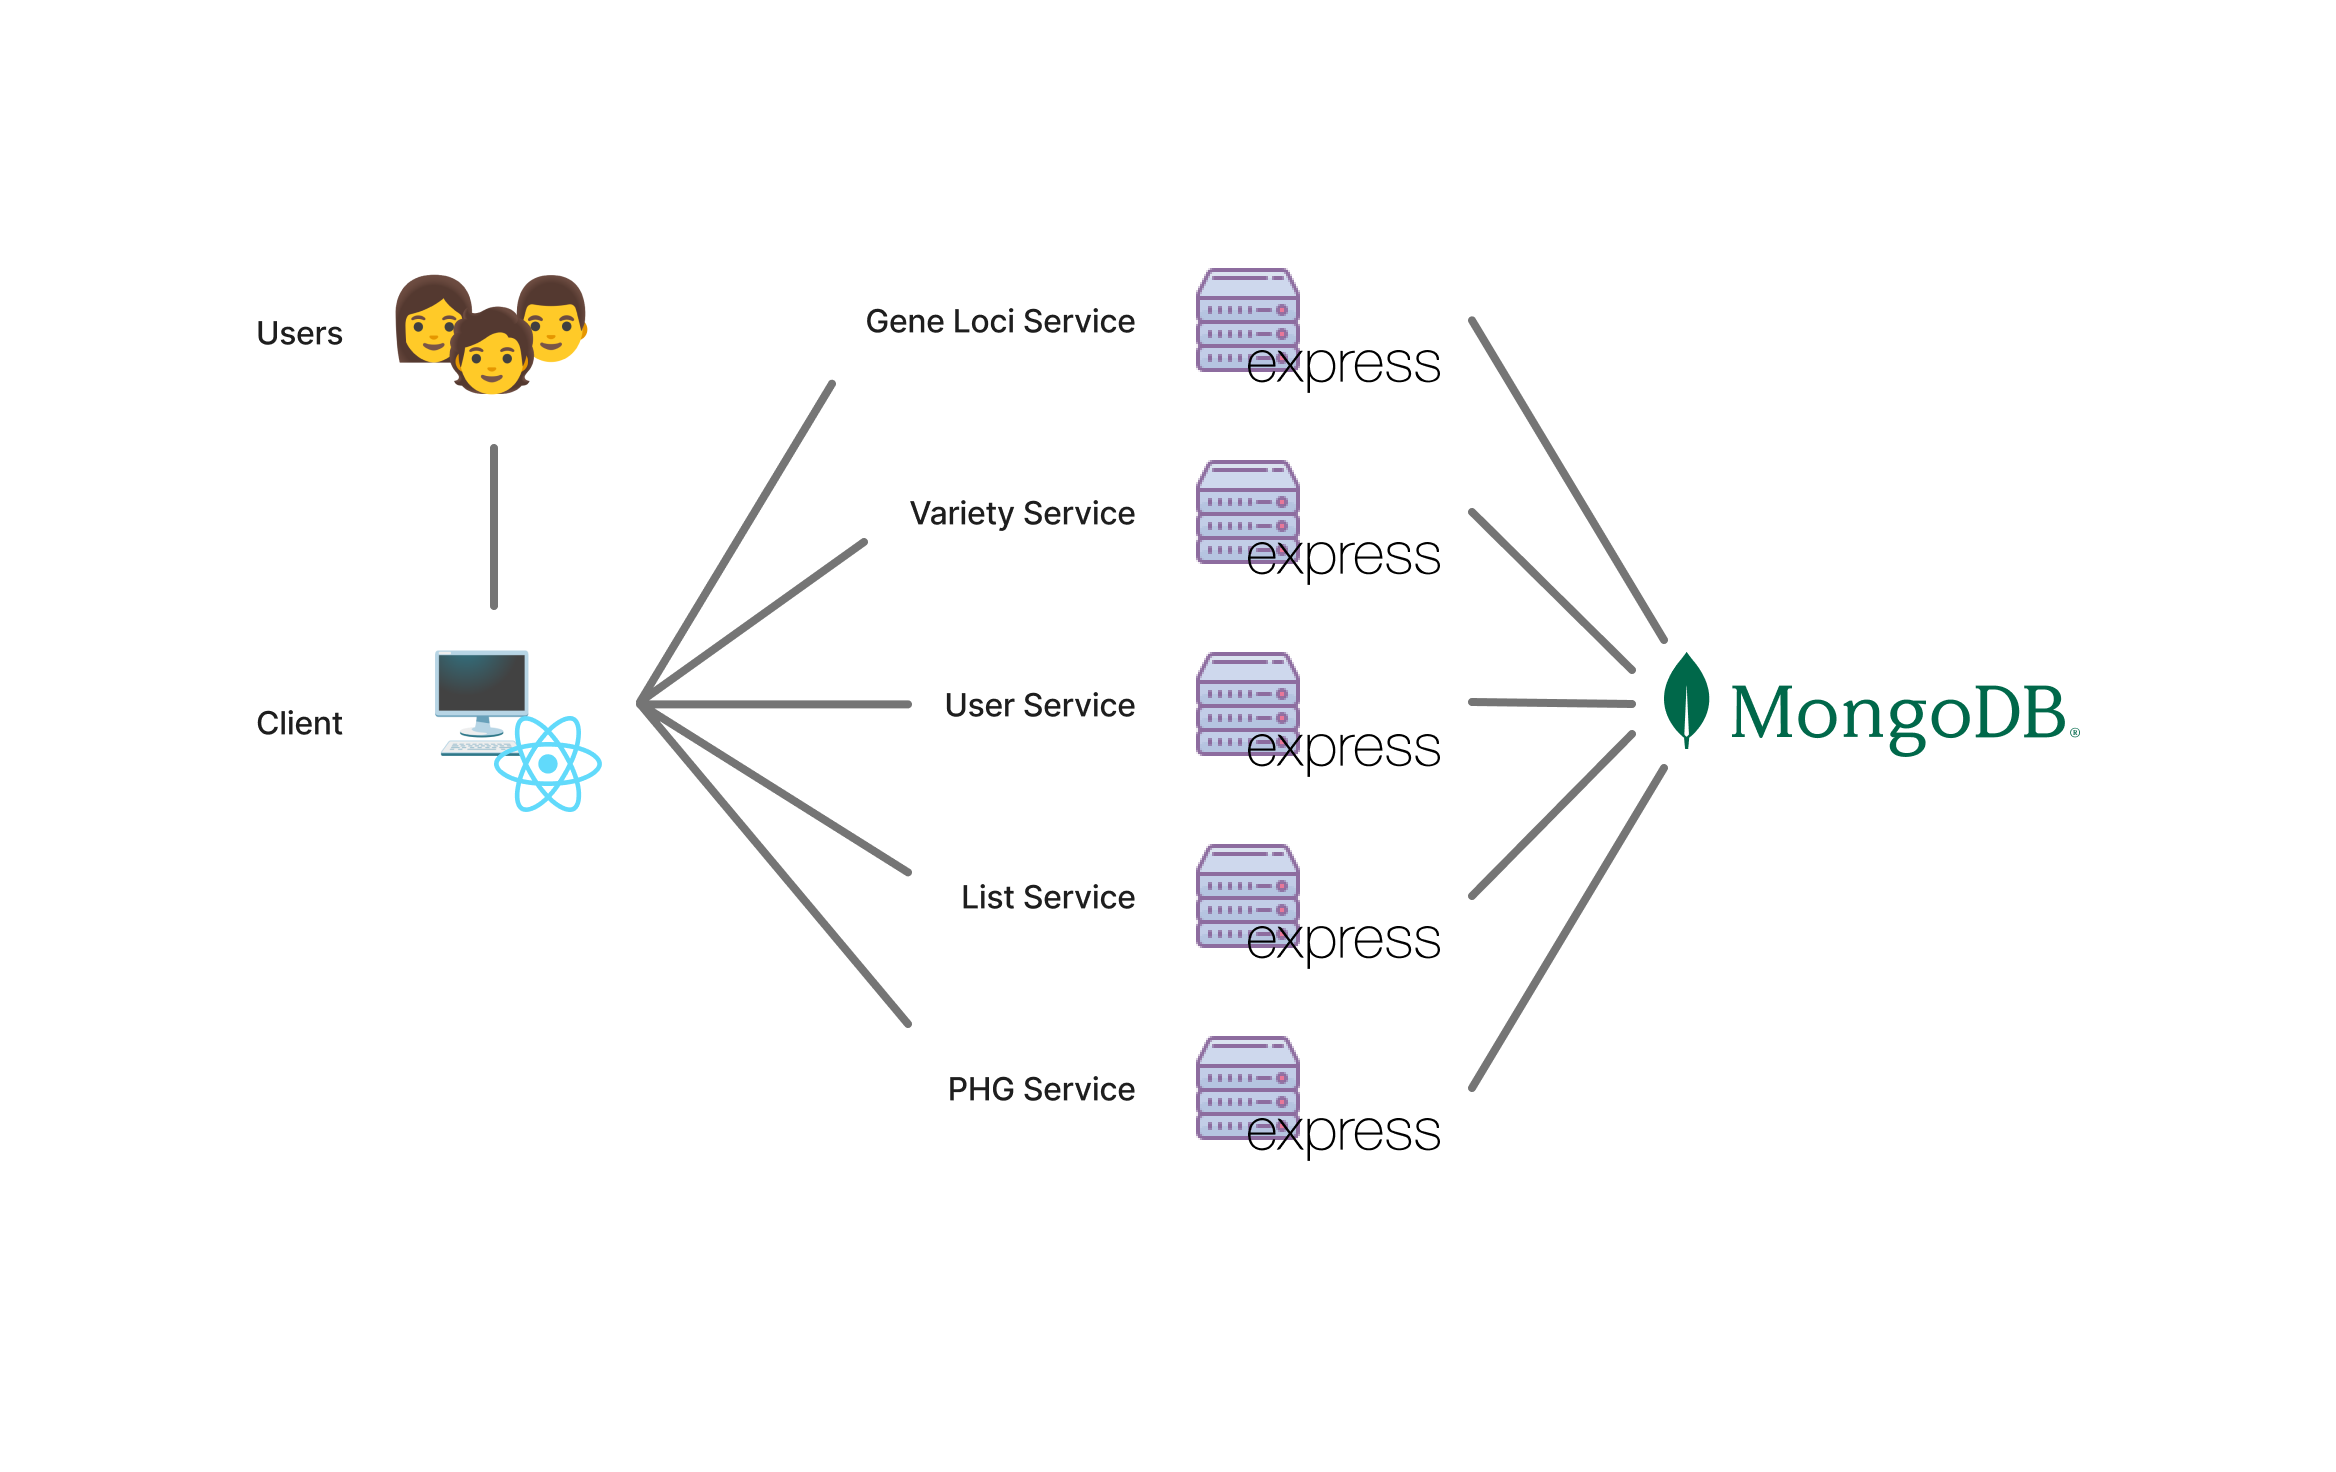 Users
Client
Gene Loci Service
express
Variety Service
express
User Service
express
List Service
express
PHG Service
express
MongoDB®